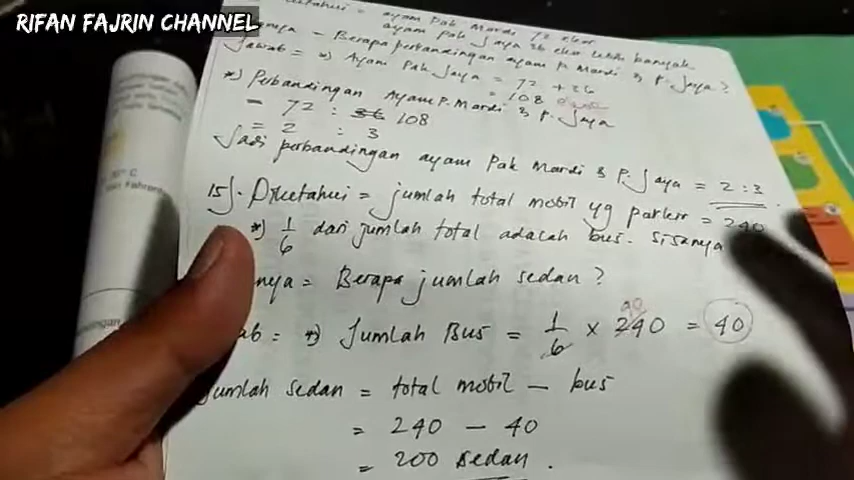 RIFAN FAJRIN CHANNEL
= ayam Pak Mardi 72 ekor
ayam pak Jaya 36 ekor lebih banyak
- Berapa perbandingan ayam P. Mardi & P. Jaya?
Jawab = *) Ayam Pak Jaya = 72 + 36
= 108
*) Perbandingan Ayam P. Mardi & P. Jaya
= 72 : 36 108
= 2 : 3
Jadi perbandingan ayam Pak Mardi & P. Jaya = 2:3.
15). Diketahui = jumlah total mobil yg parkir = 240
*) 1/6 dari jumlah total adalah bus. Sisanya
nya = Berapa jumlah sedan?
ab = *) Jumlah Bus = 1/6 x 240 = 40
40
Jumlah sedan = total mobil - bus
= 240 - 40
= 200 sedan.